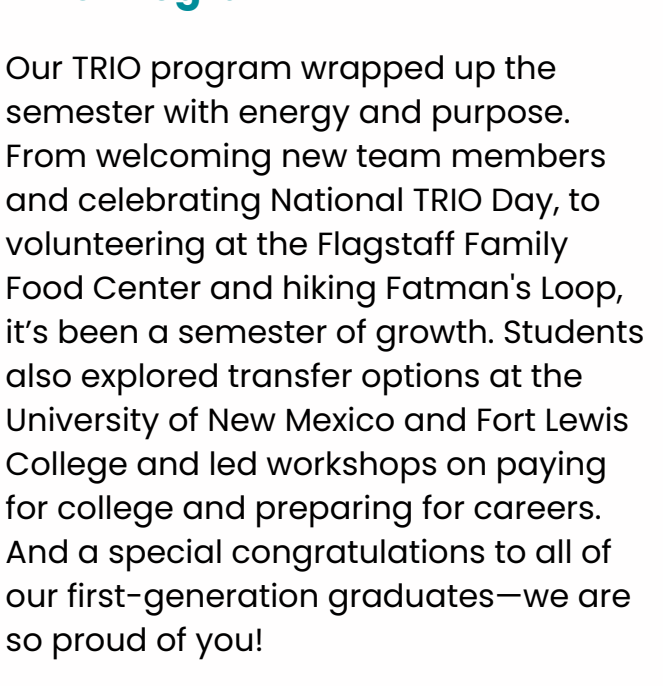 Our TRIO program wrapped up the
semester with energy and purpose.
From welcoming new team members
and celebrating National TRIO Day, to
volunteering at the Flagstaff Family
Food Center and hiking Fatman's Loop,
it’s been a semester of growth. Students
also explored transfer options at the
University of New Mexico and Fort Lewis
College and led workshops on paying
for college and preparing for careers.
And a special congratulations to all of
our first-generation graduates—we are
so proud of you!